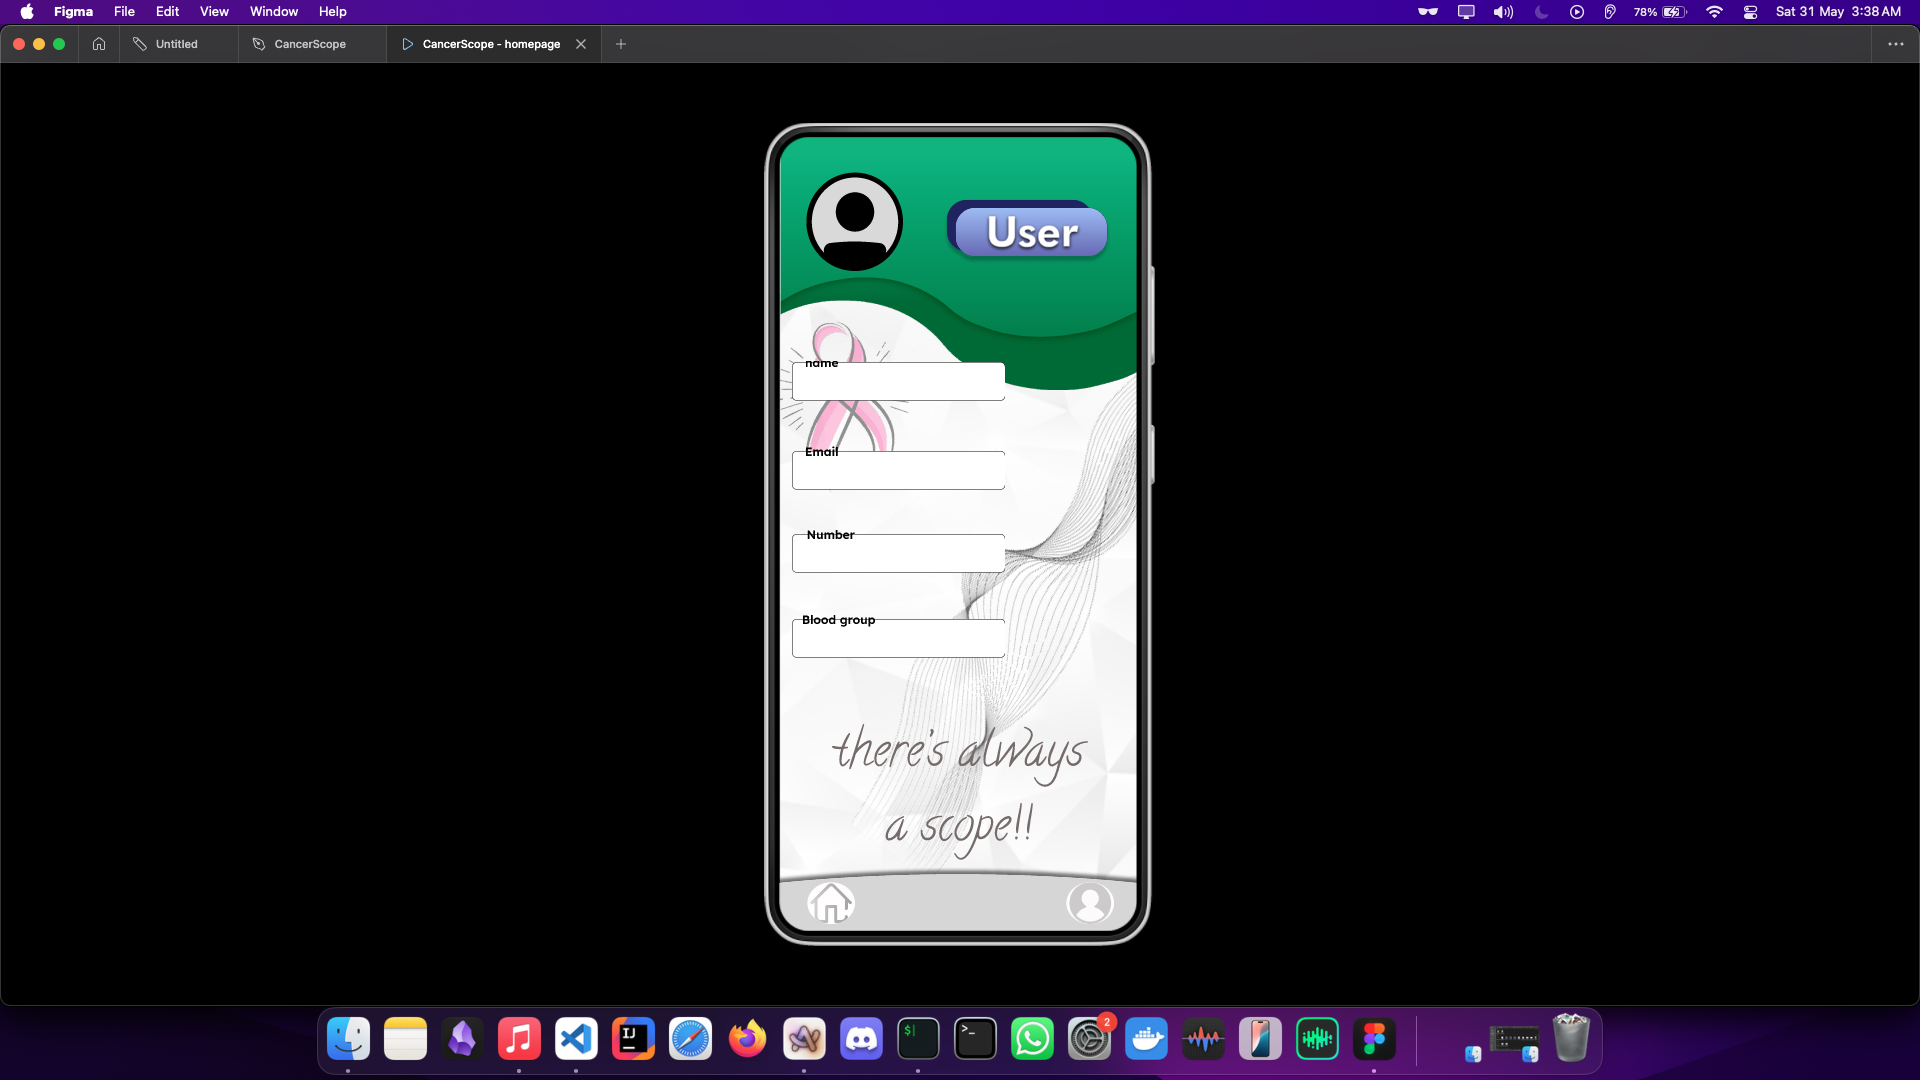 Figma File Edit View Window Help 78% Sat 31 May 3:38 AM
Untitled CancerScope CancerScope - homepage
User
name
Email
Number
Blood group
there's always
a scope!!
IJ $ >_ 2